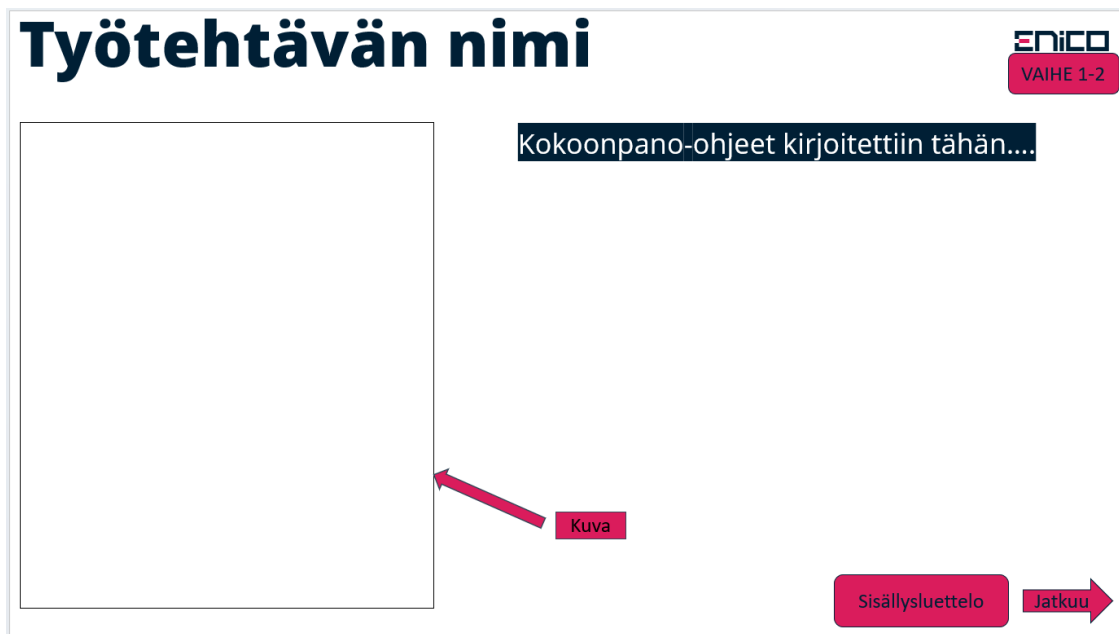 Työtehtävän nimi
ENICO
VAIHE 1-2
Kokoonpano-ohjeet kirjoitettiin tähän....
Kuva
Sisällysluettelo
Jatkuu